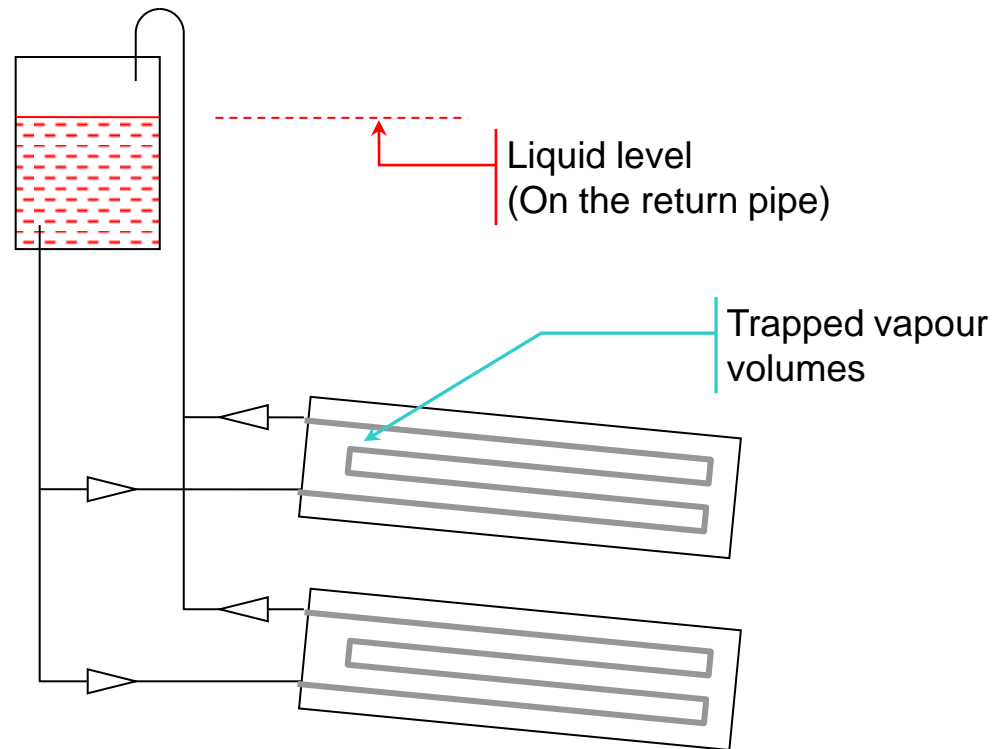 Liquid level
(On the return pipe)
Trapped vapour
volumes